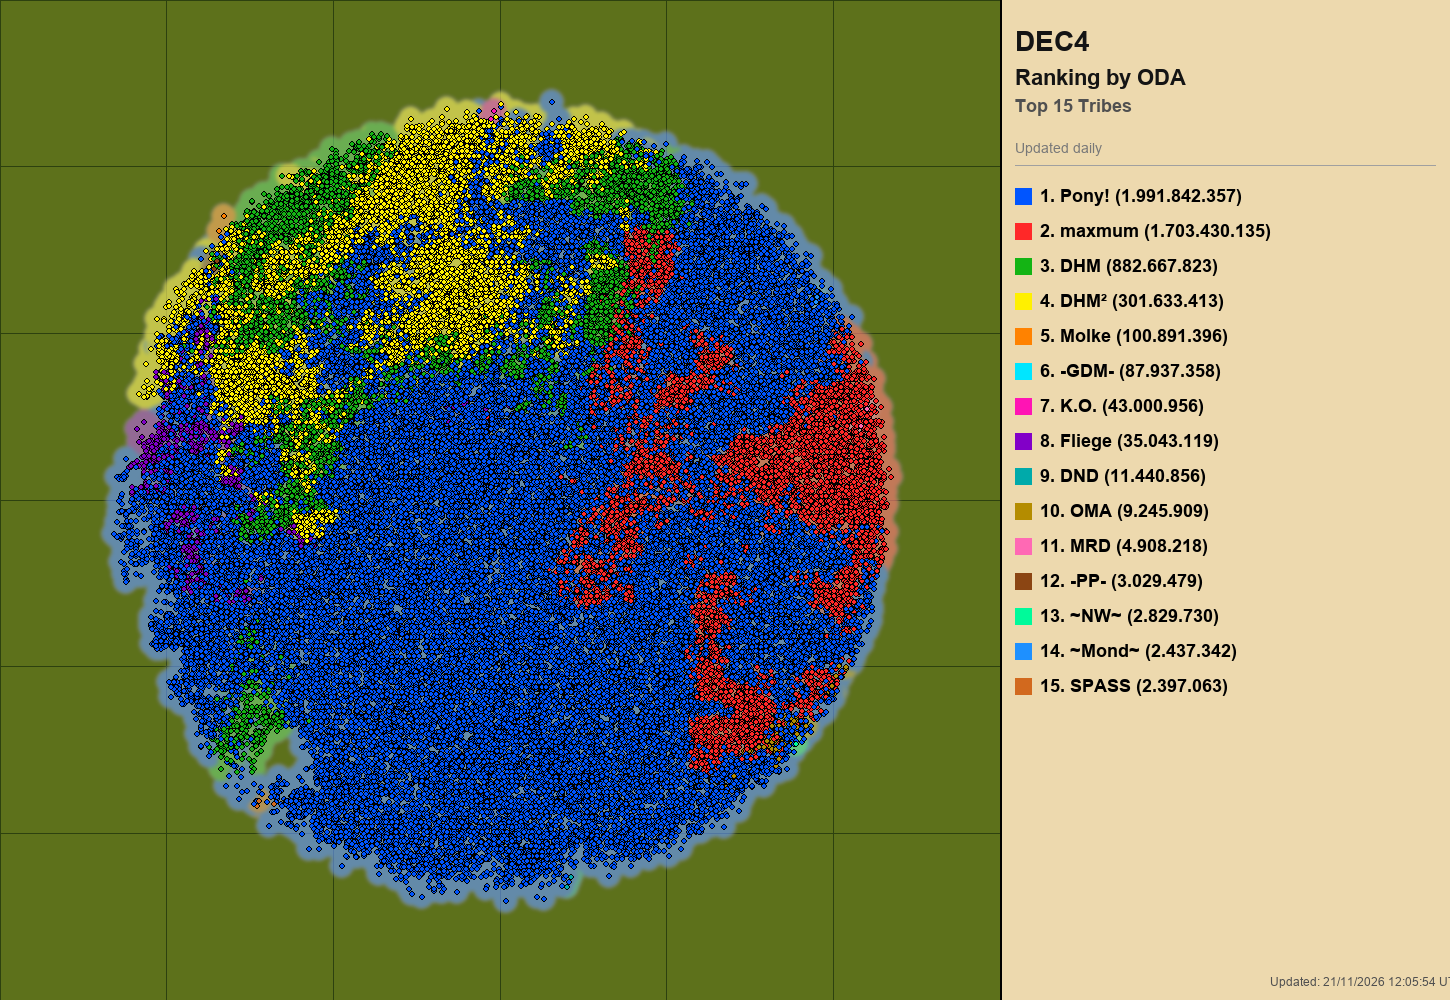 DEC4
Ranking by ODA
Top 15 Tribes
Updated daily
1. Pony! (1.991.842.357)
2. maxmum (1.703.430.135)
3. DHM (882.667.823)
4. DHM² (301.633.413)
5. Molke (100.891.396)
6. -GDM- (87.937.358)
7. K.O. (43.000.956)
8. Fliege (35.043.119)
9. DND (11.440.856)
10. OMA (9.245.909)
11. MRD (4.908.218)
12. -PP- (3.029.479)
13. ~NW~ (2.829.730)
14. ~Mond~ (2.437.342)
15. SPASS (2.397.063)
Updated: 21/11/2026 12:05:54 U